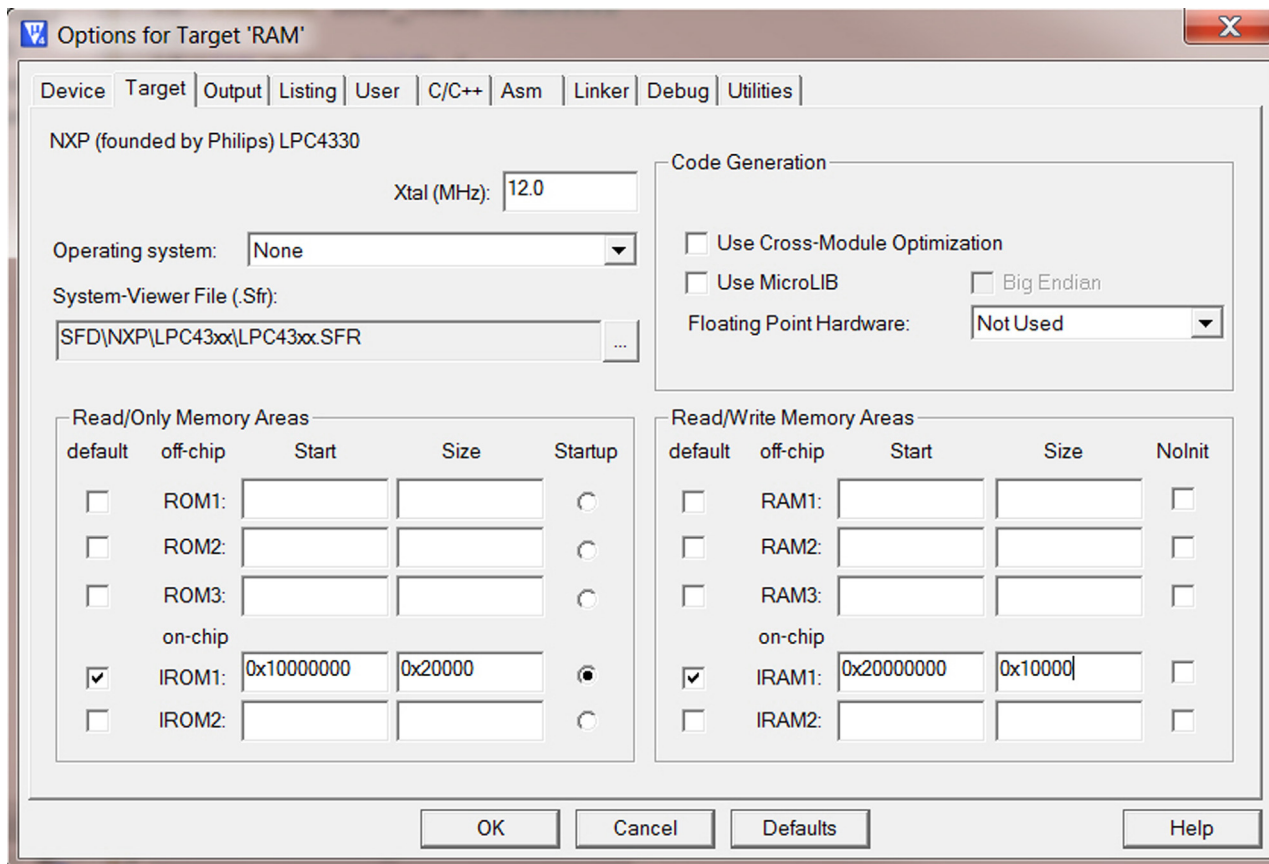 Options for Target 'RAM'
Device Target Output Listing User C/C++ Asm Linker Debug Utilities
NXP (founded by Philips) LPC4330
Xtal (MHz): 12.0
Operating system: None
System-Viewer File (.Sfr):
SFD\NXP\LPC43xx\LPC43xx.SFR ...
Code Generation
Use Cross-Module Optimization
Use MicroLIB Big Endian
Floating Point Hardware: Not Used
Read/Only Memory Areas
default off-chip Start Size Startup
ROM1:
ROM2:
ROM3:
on-chip
IROM1: 0x10000000 0x20000
IROM2:
Read/Write Memory Areas
default off-chip Start Size NoInit
RAM1:
RAM2:
RAM3:
on-chip
IRAM1: 0x20000000 0x10000
IRAM2:
OK Cancel Defaults Help